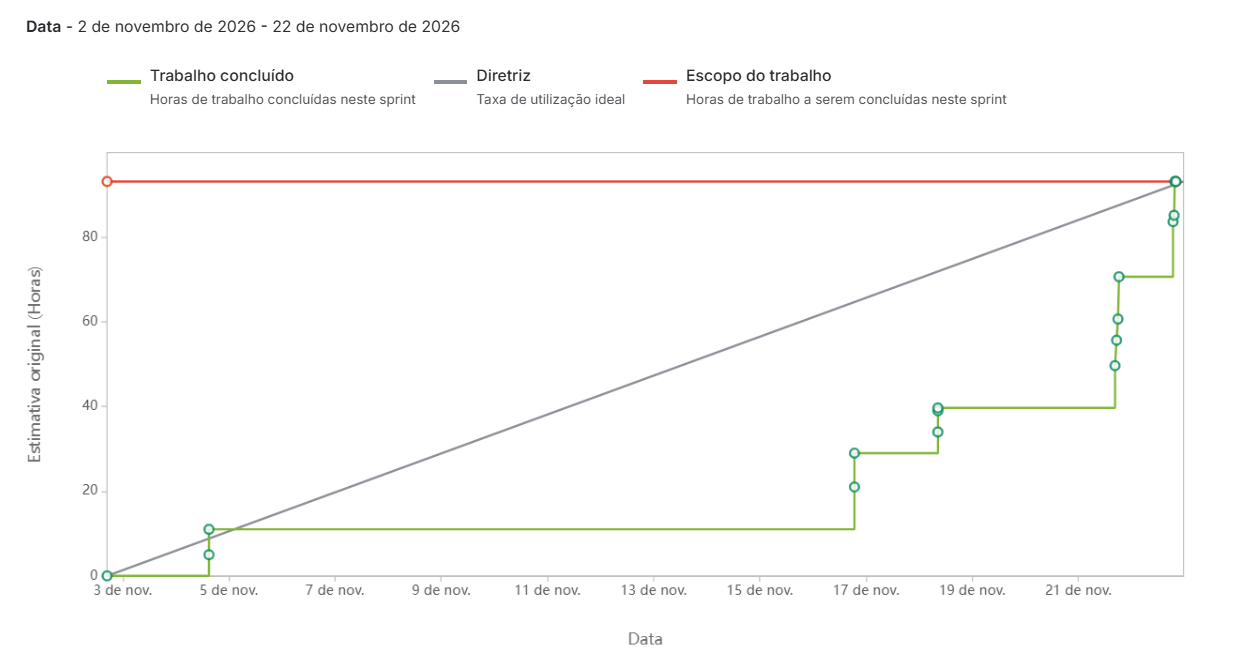 Data - 2 de novembro de 2026 - 22 de novembro de 2026
Trabalho concluído
Horas de trabalho concluídas neste sprint
Diretriz
Taxa de utilização ideal
Escopo do trabalho
Horas de trabalho a serem concluídas neste sprint
Estimativa original (Horas)
80
60
40
20
0
3 de nov.
5 de nov.
7 de nov.
9 de nov.
11 de nov.
13 de nov.
15 de nov.
17 de nov.
19 de nov.
21 de nov.
Data